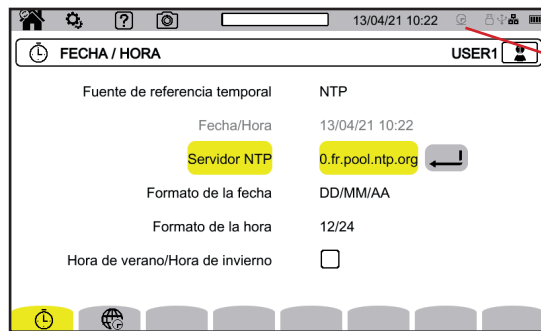 13/04/21 10:22
FECHA / HORA USER1
Fuente de referencia temporal NTP
Fecha/Hora 13/04/21 10:22
Servidor NTP 0.fr.pool.ntp.org
Formato de la fecha DD/MM/AA
Formato de la hora 12/24
Hora de verano/Hora de invierno